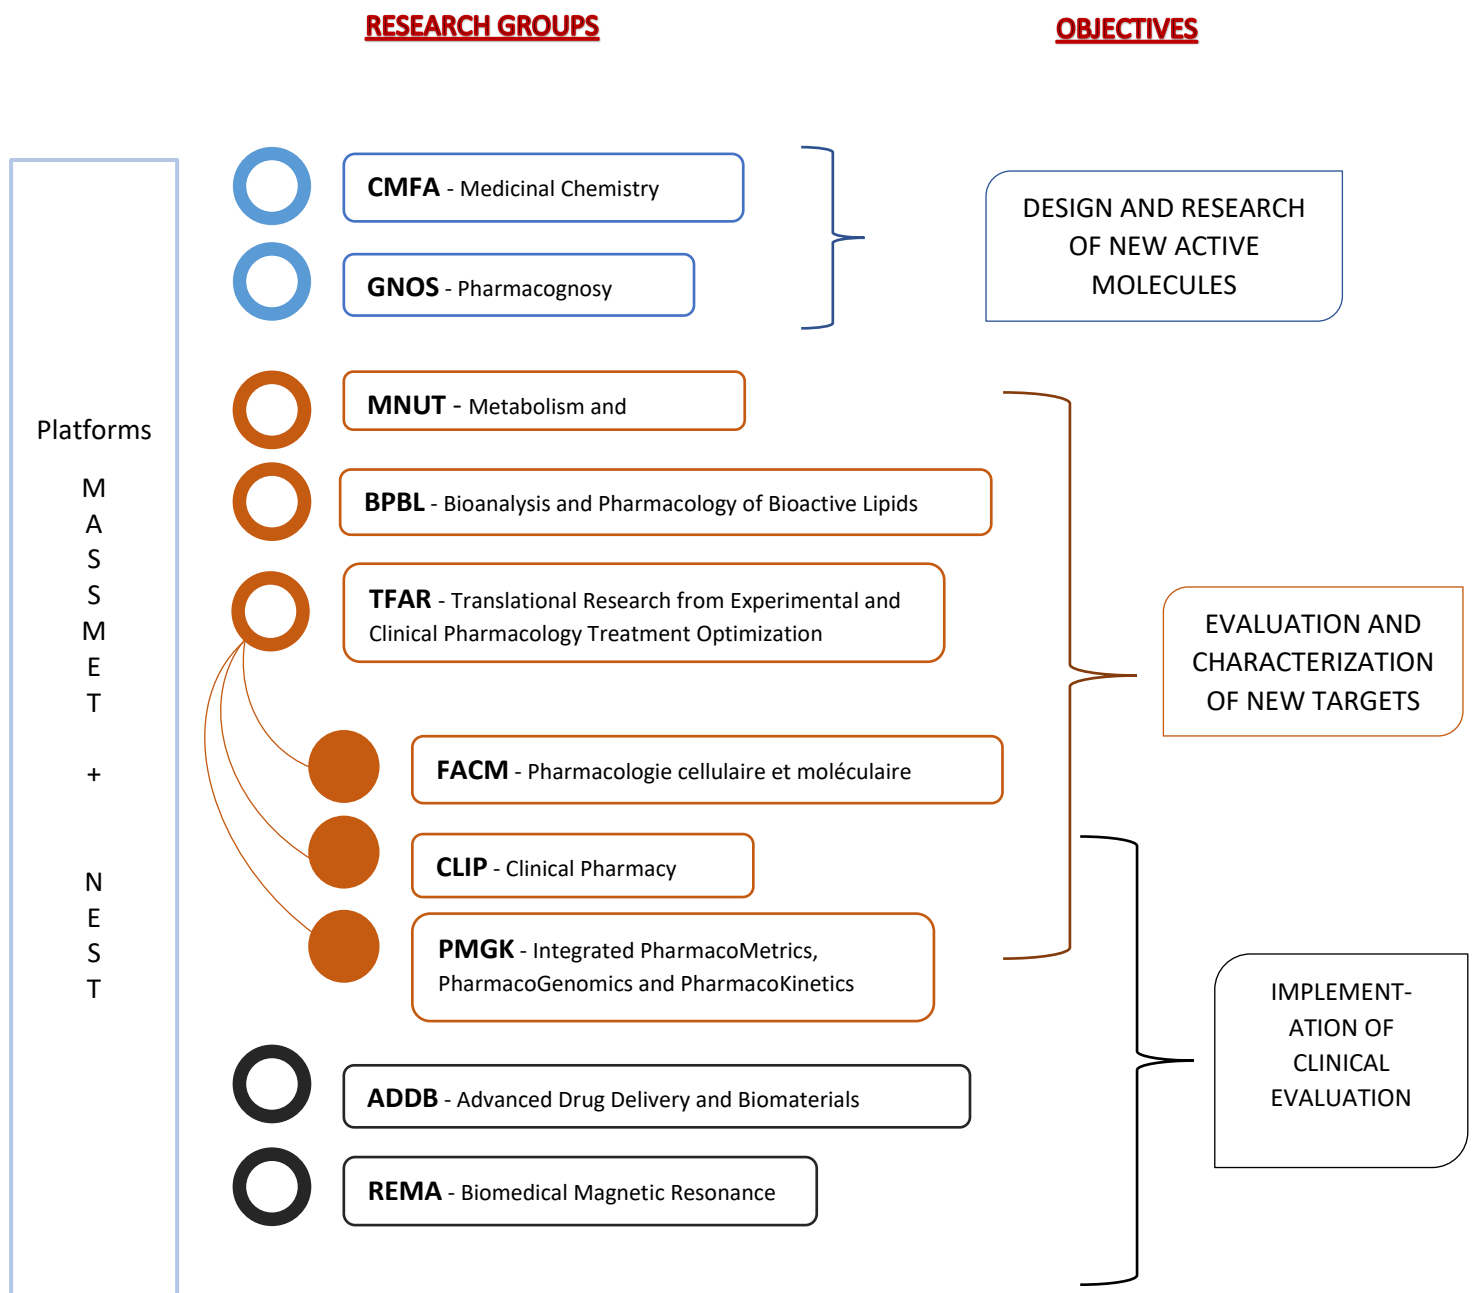 RESEARCH GROUPS
OBJECTIVES
Platforms
M
A
S
S
M
E
T
+
N
E
S
T
CMFA - Medicinal Chemistry
GNOS - Pharmacognosy
DESIGN AND RESEARCH
OF NEW ACTIVE
MOLECULES
MNUT - Metabolism and
BPBL - Bioanalysis and Pharmacology of Bioactive Lipids
TFAR - Translational Research from Experimental and
Clinical Pharmacology Treatment Optimization
FACM - Pharmacologie cellulaire et moléculaire
CLIP - Clinical Pharmacy
PMGK - Integrated PharmacoMetrics,
PharmacoGenomics and PharmacoKinetics
EVALUATION AND
CHARACTERIZATION
OF NEW TARGETS
ADDB - Advanced Drug Delivery and Biomaterials
REMA - Biomedical Magnetic Resonance
IMPLEMENT-
ATION OF
CLINICAL
EVALUATION